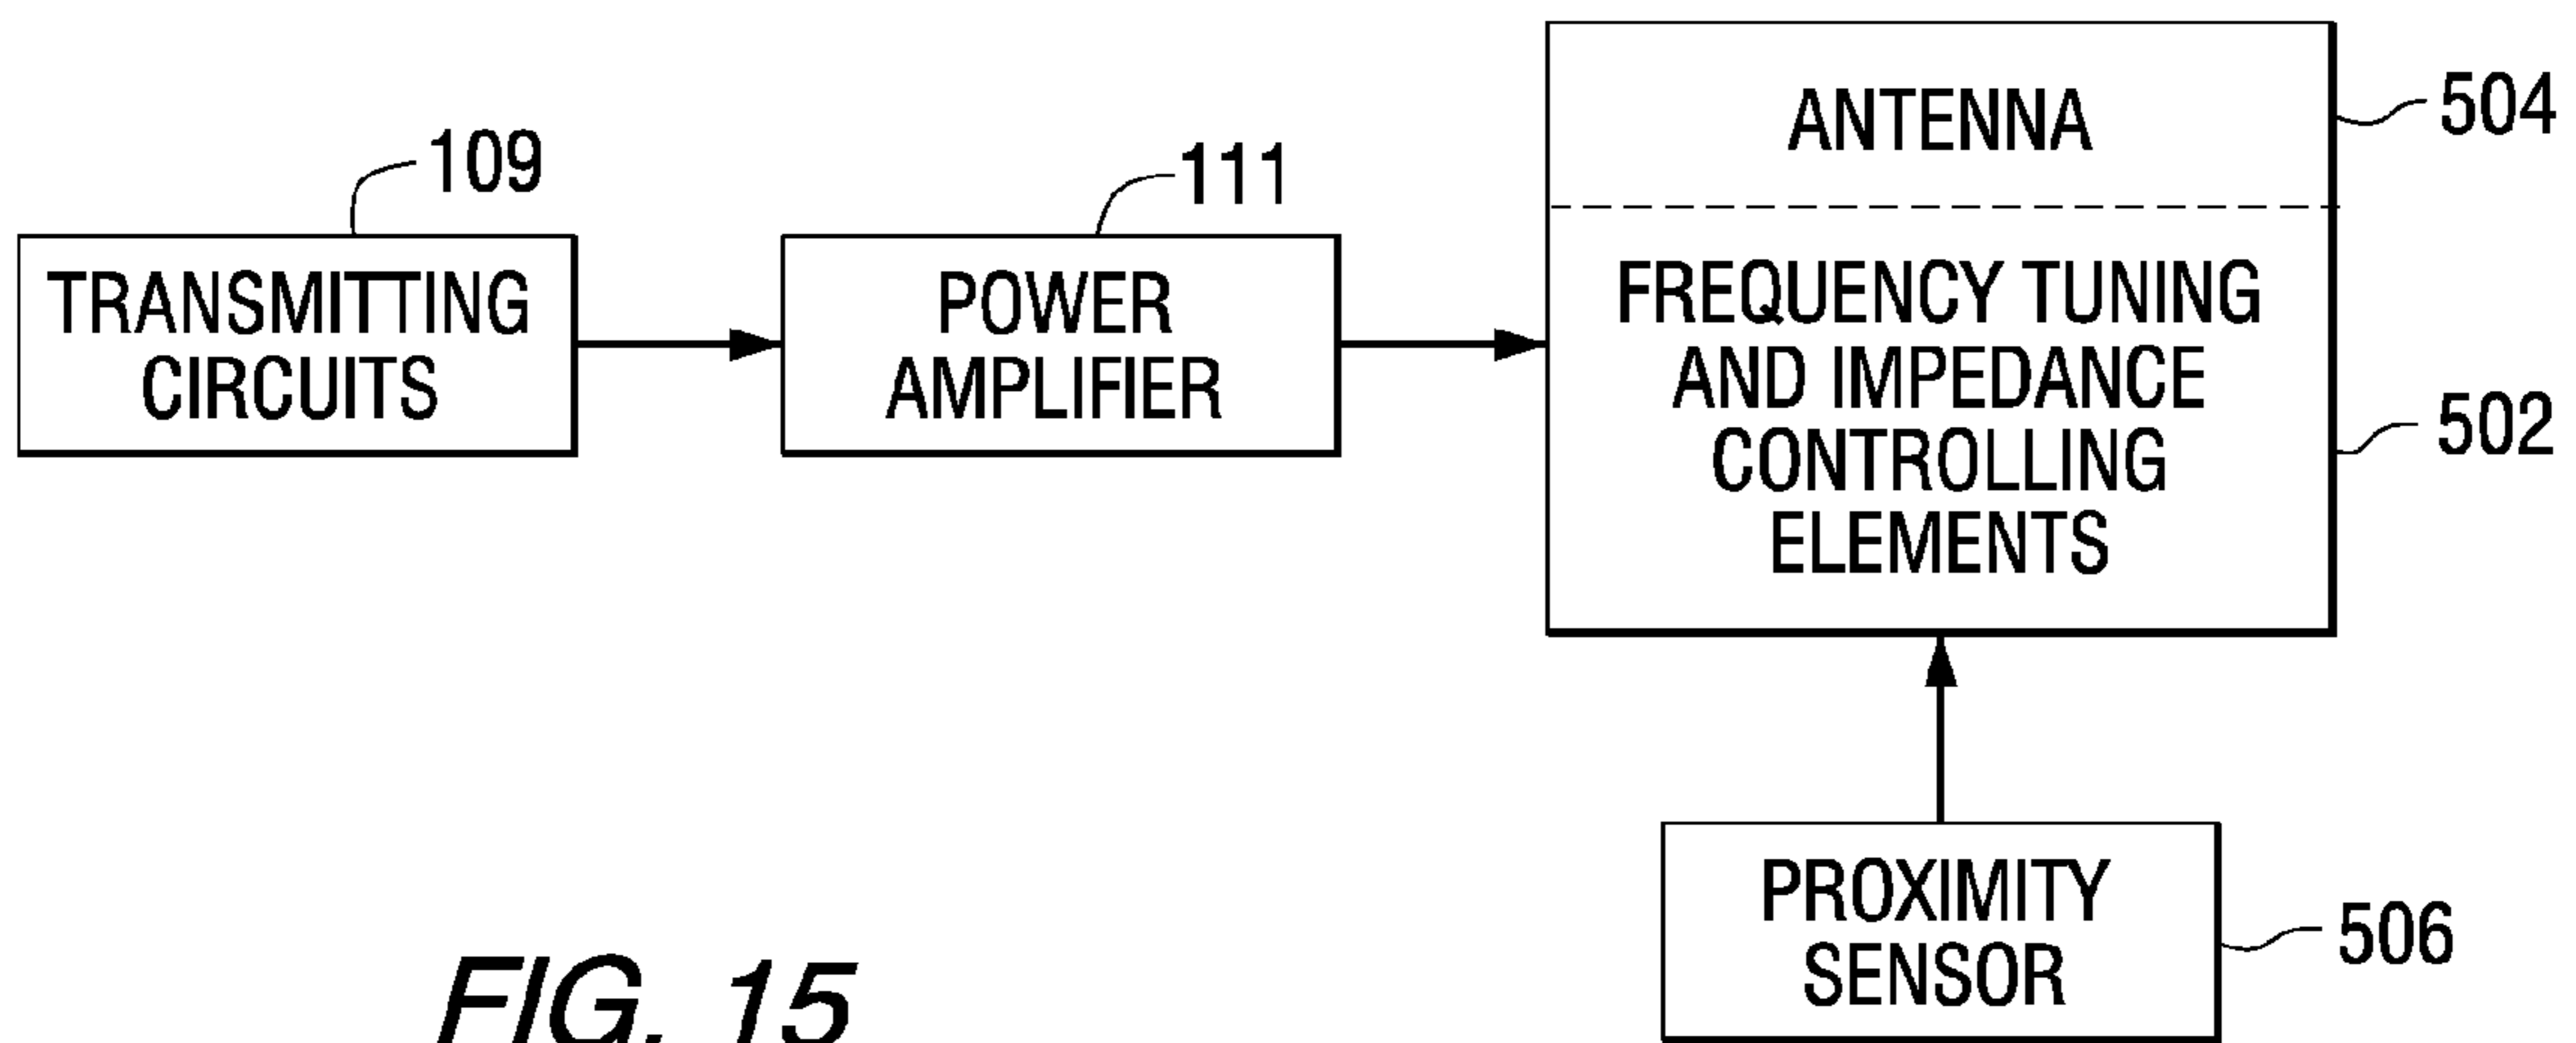 109
TRANSMITTING
CIRCUITS
111
POWER
AMPLIFIER
ANTENNA
504
FREQUENCY TUNING
AND IMPEDANCE
CONTROLLING
ELEMENTS
502
PROXIMITY
SENSOR
506
FIG. 15